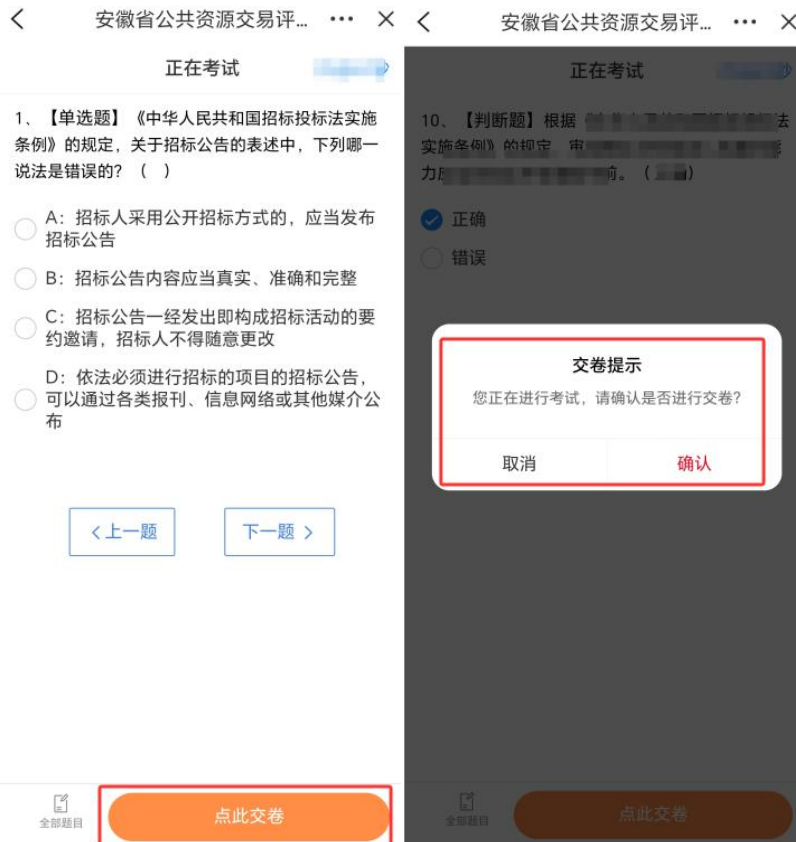 安徽省公共资源交易评...
正在考试
1、【单选题】《中华人民共和国招标投标法实施
条例》的规定，关于招标公告的表述中，下列哪一
说法是错误的？（ ）
A：招标人采用公开招标方式的，应当发布
招标公告
B：招标公告内容应当真实、准确和完整
C：招标公告一经发出即构成招标活动的要
约邀请，招标人不得随意更改
D：依法必须进行招标的项目的招标公告，
可以通过各类报刊、信息网络或其他媒介公
布
上一题
下一题
全部题目
点此交卷
安徽省公共资源交易评...
正在考试
10、【判断题】根据 法
实施条例》的规定
力 前。（ ）
正确
错误
交卷提示
您正在进行考试，请确认是否进行交卷？
取消
确认
全部题目
点此交卷